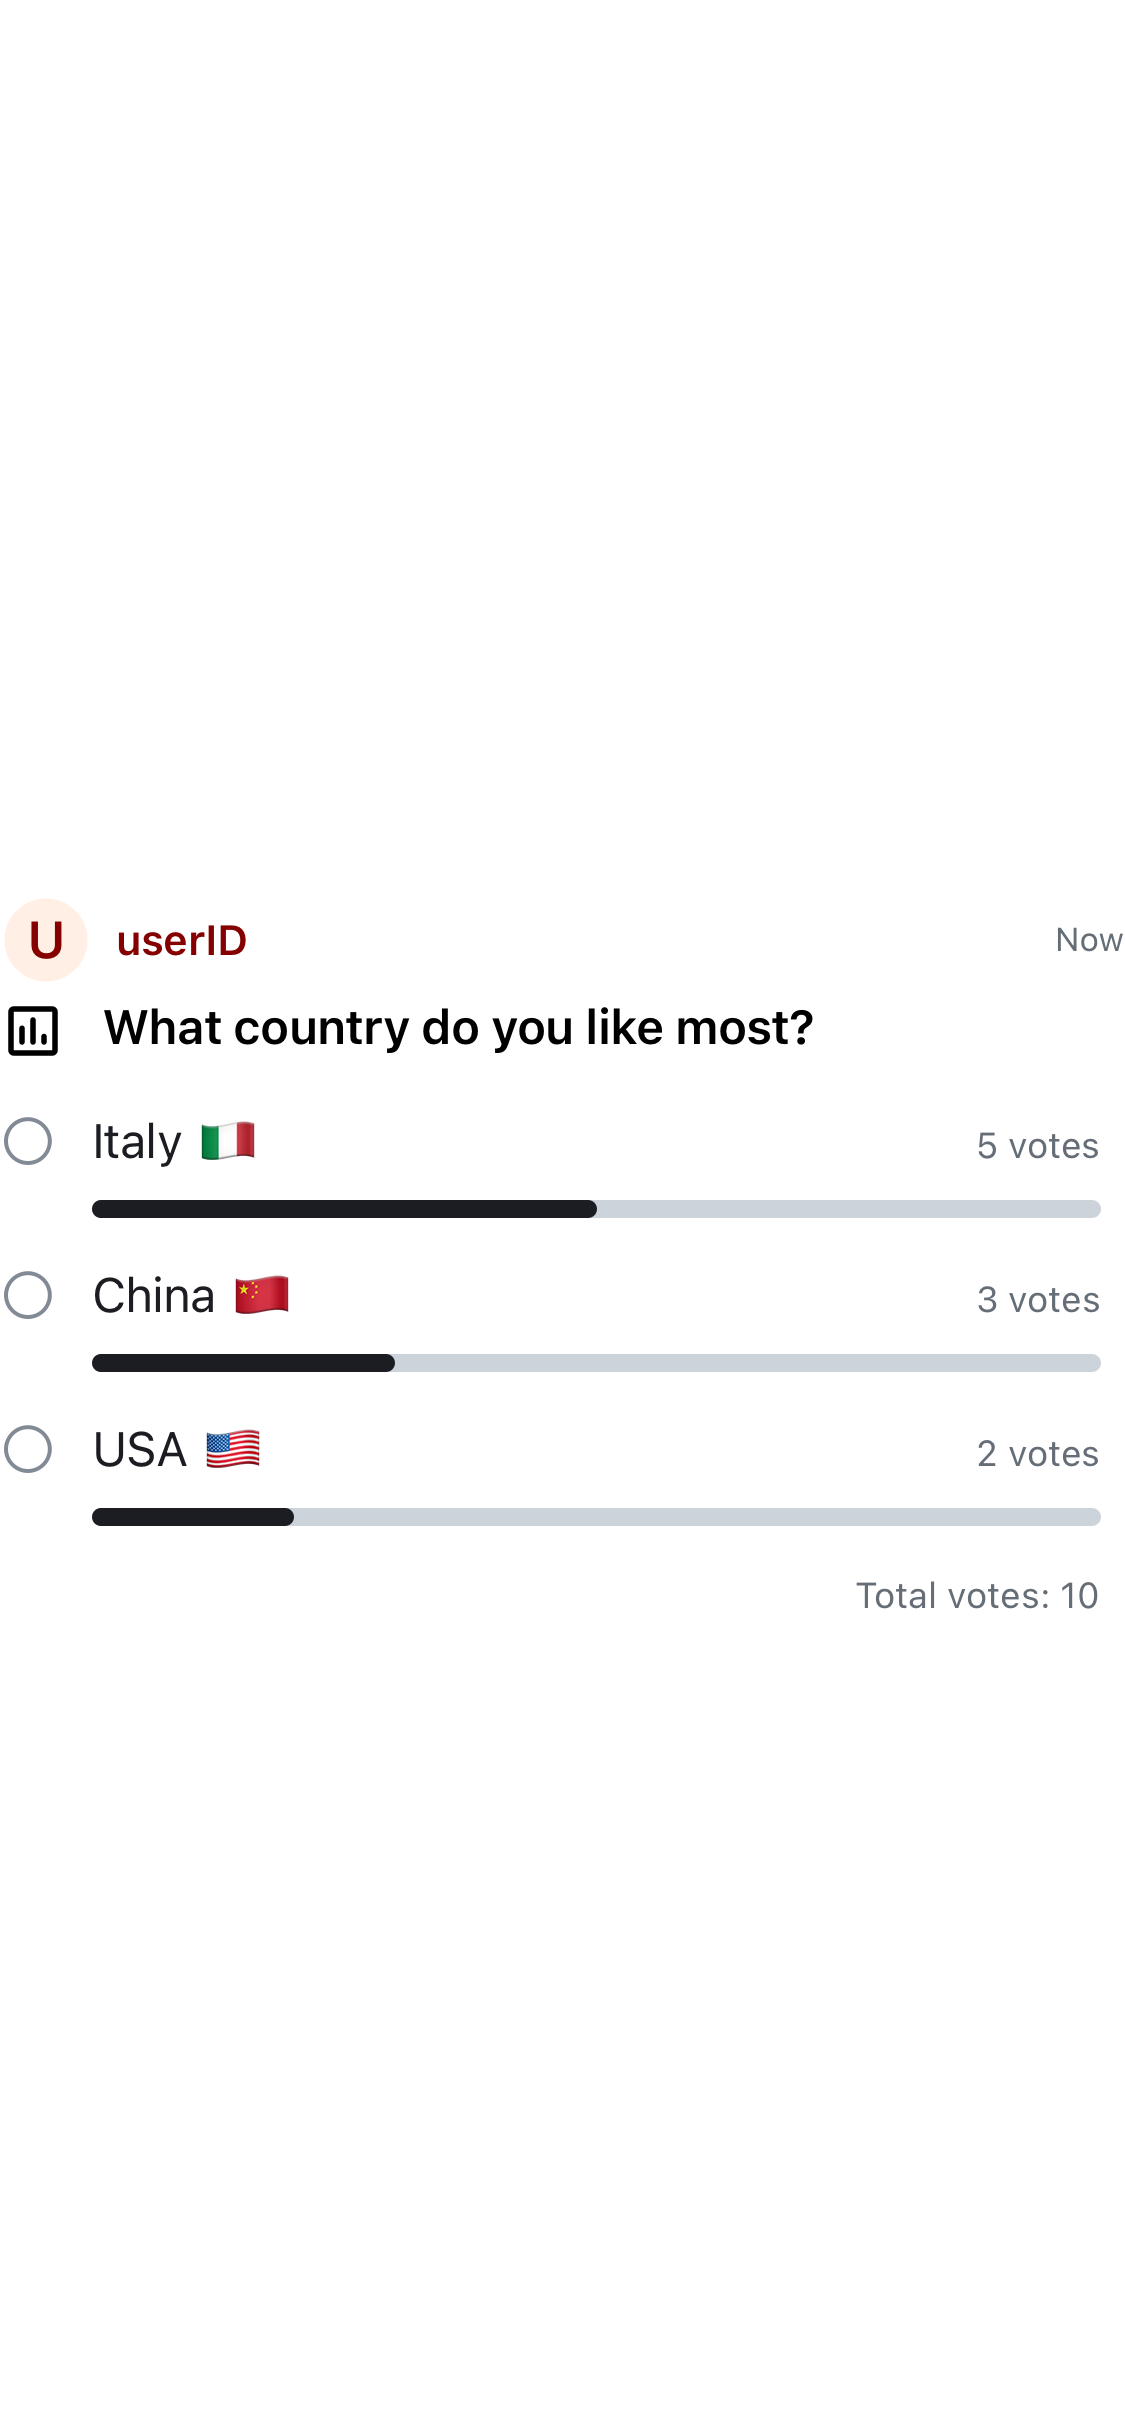 U userID Now
What country do you like most?
Italy 🇮🇹 5 votes
China 🇨🇳 3 votes
USA 🇺🇸 2 votes
Total votes: 10